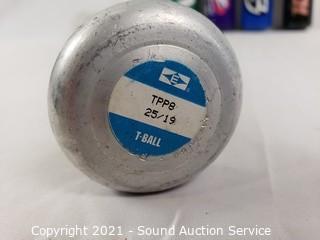 E
TPP8
25/19
T-BALL
Copyright 2021 - Sound Auction Service